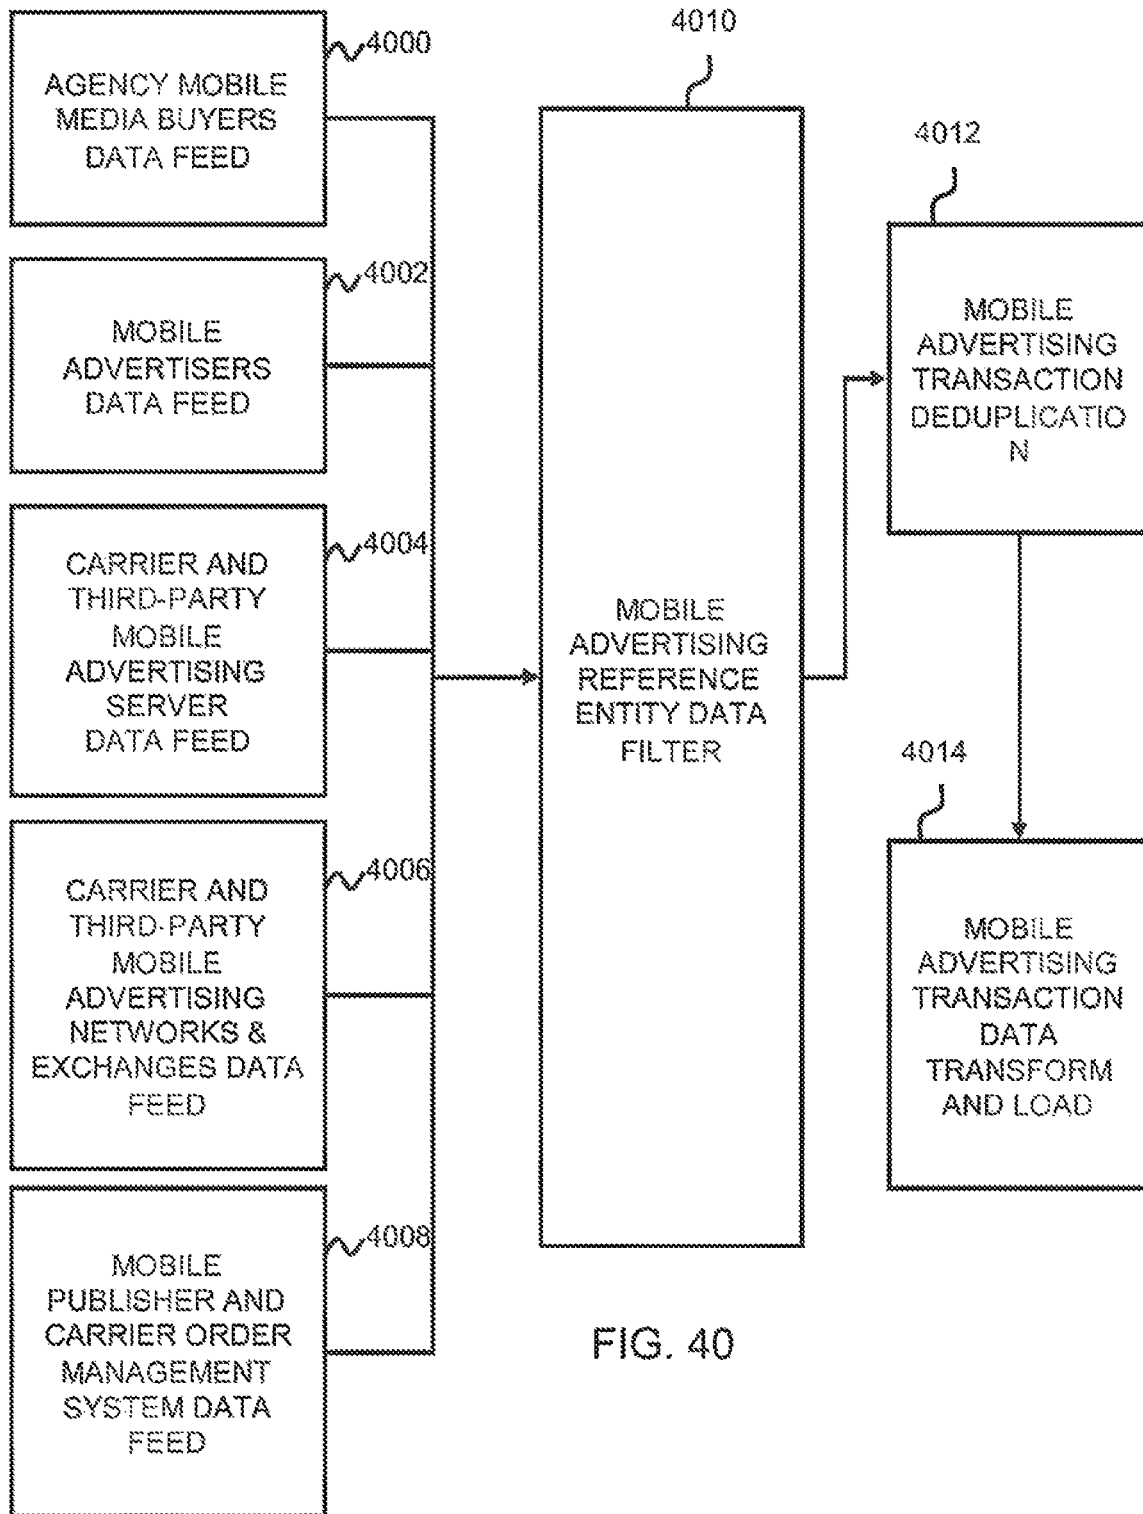 4000
AGENCY MOBILE
MEDIA BUYERS
DATA FEED
4002
MOBILE
ADVERTISERS
DATA FEED
4004
CARRIER AND
THIRD-PARTY
MOBILE
ADVERTISING
SERVER
DATA FEED
4006
CARRIER AND
THIRD-PARTY
MOBILE
ADVERTISING
NETWORKS &
EXCHANGES DATA
FEED
4008
MOBILE
PUBLISHER AND
CARRIER ORDER
MANAGEMENT
SYSTEM DATA
FEED
4010
MOBILE
ADVERTISING
REFERENCE
ENTITY DATA
FILTER
4012
MOBILE
ADVERTISING
TRANSACTION
DEDUPLICATIO
N
4014
MOBILE
ADVERTISING
TRANSACTION
DATA
TRANSFORM
AND LOAD
FIG. 40